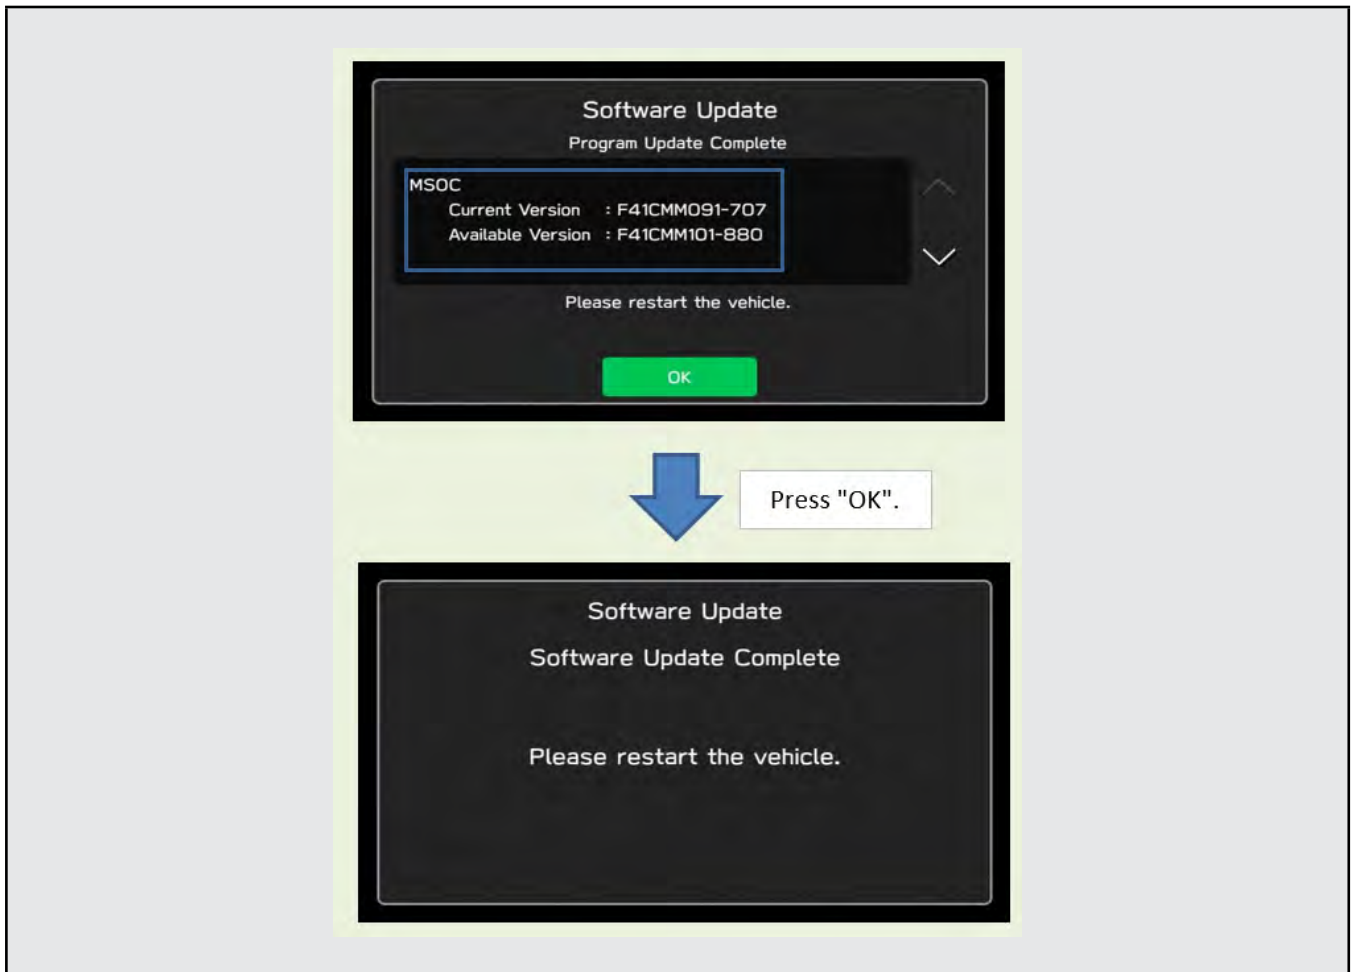 Software Update
Program Update Complete
MSOC
Current Version : F41CMM091-707
Available Version : F41CMM101-880
Please restart the vehicle.
OK
Press "OK".
Software Update
Software Update Complete
Please restart the vehicle.